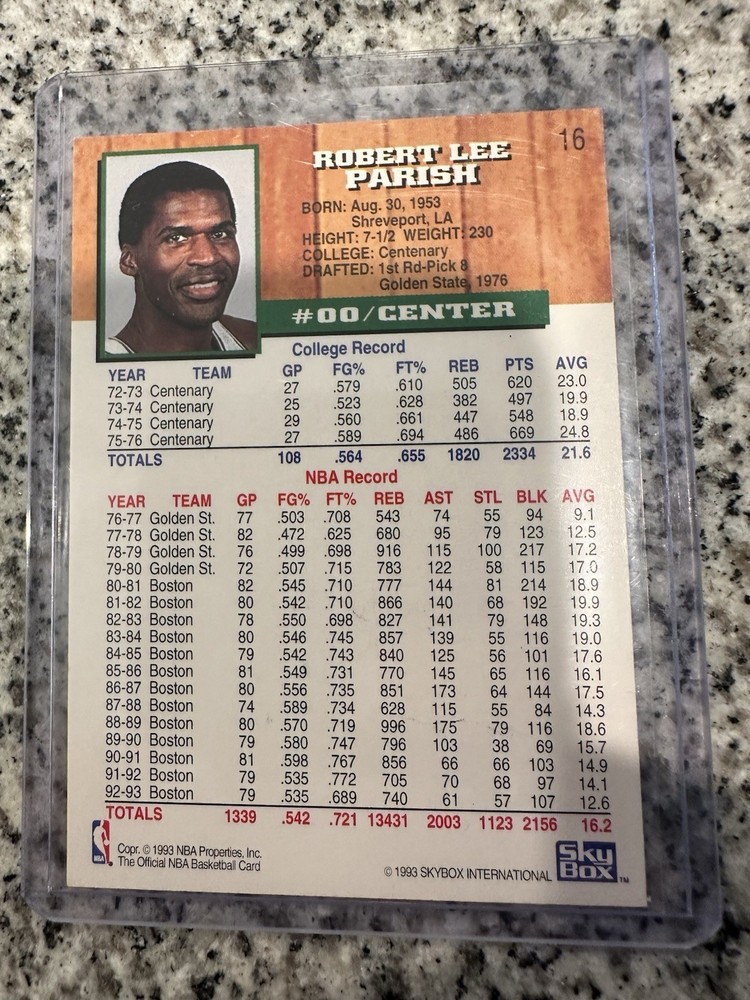 16
ROBERT LEE
PARISH
BORN: Aug. 30, 1953
Shreveport, LA
HEIGHT: 7-1/2 WEIGHT: 230
COLLEGE: Centenary
DRAFTED: 1st Rd-Pick 8
Golden State, 1976
#00/CENTER
College Record
YEAR TEAM GP FG% FT% REB PTS AVG
72-73 Centenary 27 .579 .610 505 620 23.0
73-74 Centenary 25 .523 .628 382 497 19.9
74-75 Centenary 29 .560 .661 447 548 18.9
75-76 Centenary 27 .589 .694 486 669 24.8
TOTALS 108 .564 .655 1820 2334 21.6
NBA Record
YEAR TEAM GP FG% FT% REB AST STL BLK AVG
76-77 Golden St. 77 .503 .708 543 74 55 94 9.1
77-78 Golden St. 82 .472 .625 680 95 79 123 12.5
78-79 Golden St. 76 .499 .698 916 115 100 217 17.2
79-80 Golden St. 72 .507 .715 783 122 58 115 17.0
80-81 Boston 82 .545 .710 777 144 81 214 18.9
81-82 Boston 80 .542 .710 866 140 68 192 19.9
82-83 Boston 78 .550 .698 827 141 79 148 19.3
83-84 Boston 80 .546 .745 857 139 55 116 19.0
84-85 Boston 79 .542 .743 840 125 56 101 17.6
85-86 Boston 81 .549 .731 770 145 65 116 16.1
86-87 Boston 80 .556 .735 851 173 64 144 17.5
87-88 Boston 74 .589 .734 628 115 55 84 14.3
88-89 Boston 80 .570 .719 996 175 79 116 18.6
89-90 Boston 79 .580 .747 796 103 38 69 15.7
90-91 Boston 81 .598 .767 856 66 66 103 14.9
91-92 Boston 79 .535 .772 705 70 68 97 14.1
92-93 Boston 79 .535 .689 740 61 57 107 12.6
TOTALS 1339 .542 .721 13431 2003 1123 2156 16.2
Copr. © 1993 NBA Properties, Inc.
The Official NBA Basketball Card
© 1993 SKYBOX INTERNATIONAL
Sky
Box™